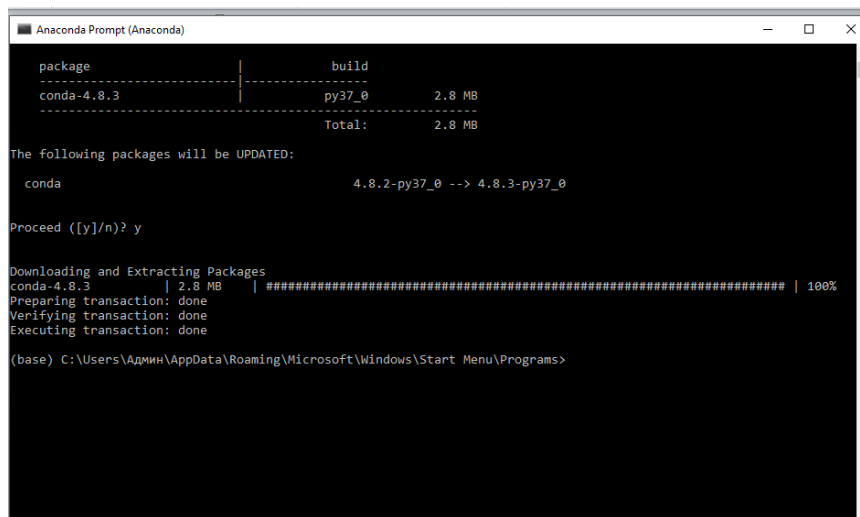 Anaconda Prompt (Anaconda)
package | build
---------------------------|-----------------
conda-4.8.3 | py37_0 2.8 MB
------------------------------------------------------------
Total: 2.8 MB
The following packages will be UPDATED:
conda 4.8.2-py37_0 --> 4.8.3-py37_0
Proceed ([y]/n)? y
Downloading and Extracting Packages
conda-4.8.3 | 2.8 MB | ####################################################################### | 100%
Preparing transaction: done
Verifying transaction: done
Executing transaction: done
(base) C:\Users\Админ\AppData\Roaming\Microsoft\Windows\Start Menu\Programs>